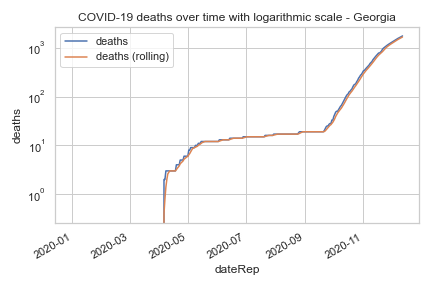 COVID-19 deaths over time with logarithmic scale - Georgia
deaths
deaths (rolling)
10³
10²
10¹
10⁰
deaths
2020-01
2020-03
2020-05
2020-07
2020-09
2020-11
dateRep